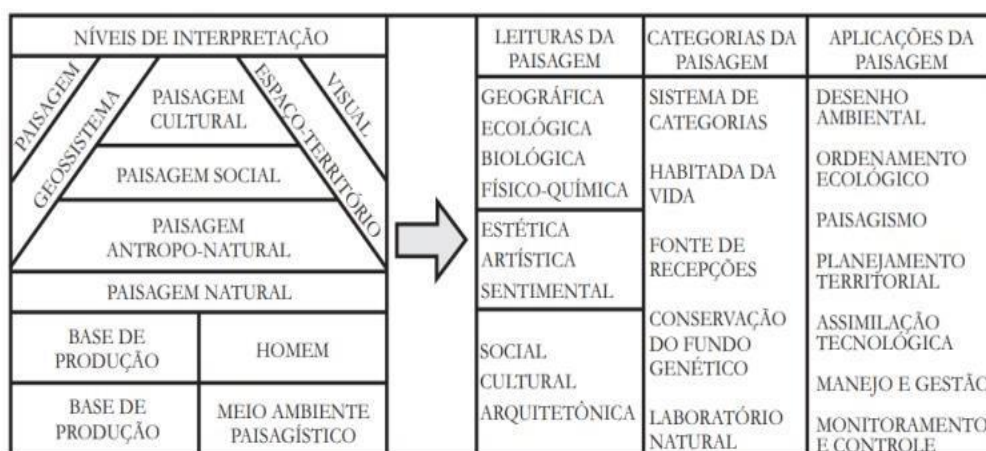 NÍVEIS DE INTERPRETAÇÃO
PAISAGEM
GEOSSISTEMA
PAISAGEM
CULTURAL
ESPAÇO-TERRITÓRIO
VISUAL
PAISAGEM SOCIAL
PAISAGEM
ANTROPO-NATURAL
PAISAGEM NATURAL
BASE DE
PRODUÇÃO
HOMEM
BASE DE
PRODUÇÃO
MEIO AMBIENTE
PAISAGÍSTICO
LEITURAS DA
PAISAGEM
GEOGRÁFICA
ECOLÓGICA
BIOLÓGICA
FÍSICO-QUÍMICA
ESTÉTICA
ARTÍSTICA
SENTIMENTAL
SOCIAL
CULTURAL
ARQUITETÔNICA
CATEGORIAS DA
PAISAGEM
SISTEMA DE
CATEGORIAS
HABITADA DA
VIDA
FONTE DE
RECEPÇÕES
CONSERVAÇÃO
DO FUNDO
GENÉTICO
LABORATÓRIO
NATURAL
APLICAÇÕES DA
PAISAGEM
DESENHO
AMBIENTAL
ORDENAMENTO
ECOLÓGICO
PAISAGISMO
PLANEJAMENTO
TERRITORIAL
ASSIMILAÇÃO
TECNOLÓGICA
MANEJO E GESTÃO
MONITORAMENTO
E CONTROLE